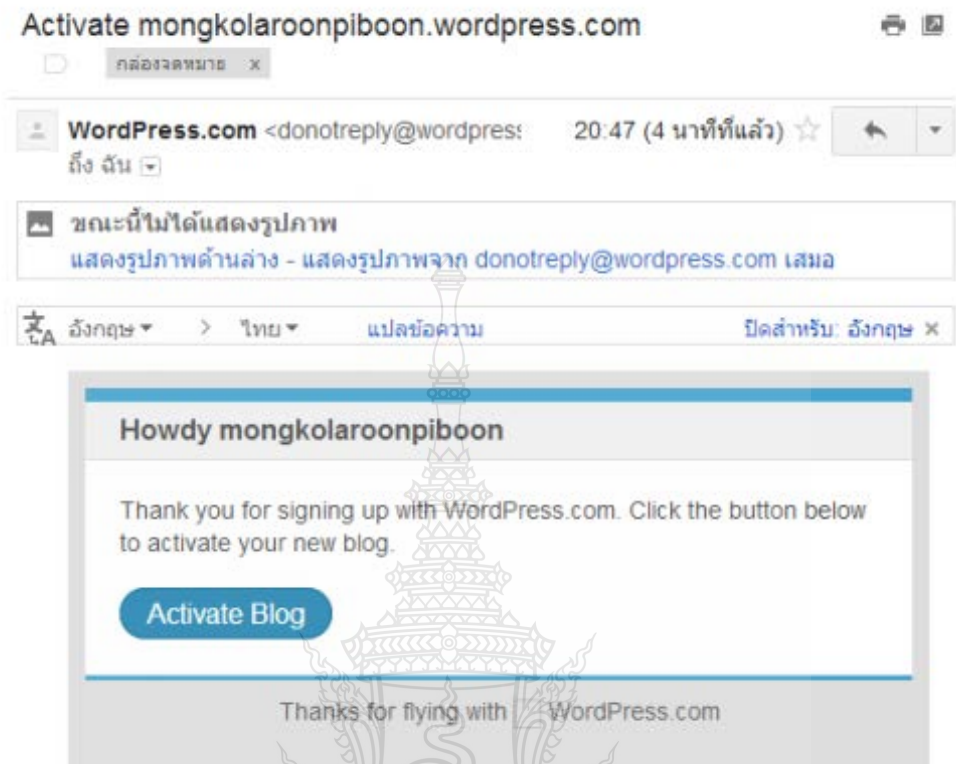 Activate mongkolaroonpiboon.wordpress.com
กล่องจดหมาย x
WordPress.com <donotreply@wordpress 20:47 (4 นาทีที่แล้ว)
ถึง ฉัน
ขณะนี้ไม่ได้แสดงรูปภาพ
แสดงรูปภาพด้านล่าง - แสดงรูปภาพจาก donotreply@wordpress.com เสมอ
อังกฤษ > ไทย แปลข้อความ ปิดสำหรับ: อังกฤษ ×
Howdy mongkolaroonpiboon
Thank you for signing up with WordPress.com. Click the button below
to activate your new blog.
Activate Blog
Thanks for flying with WordPress.com